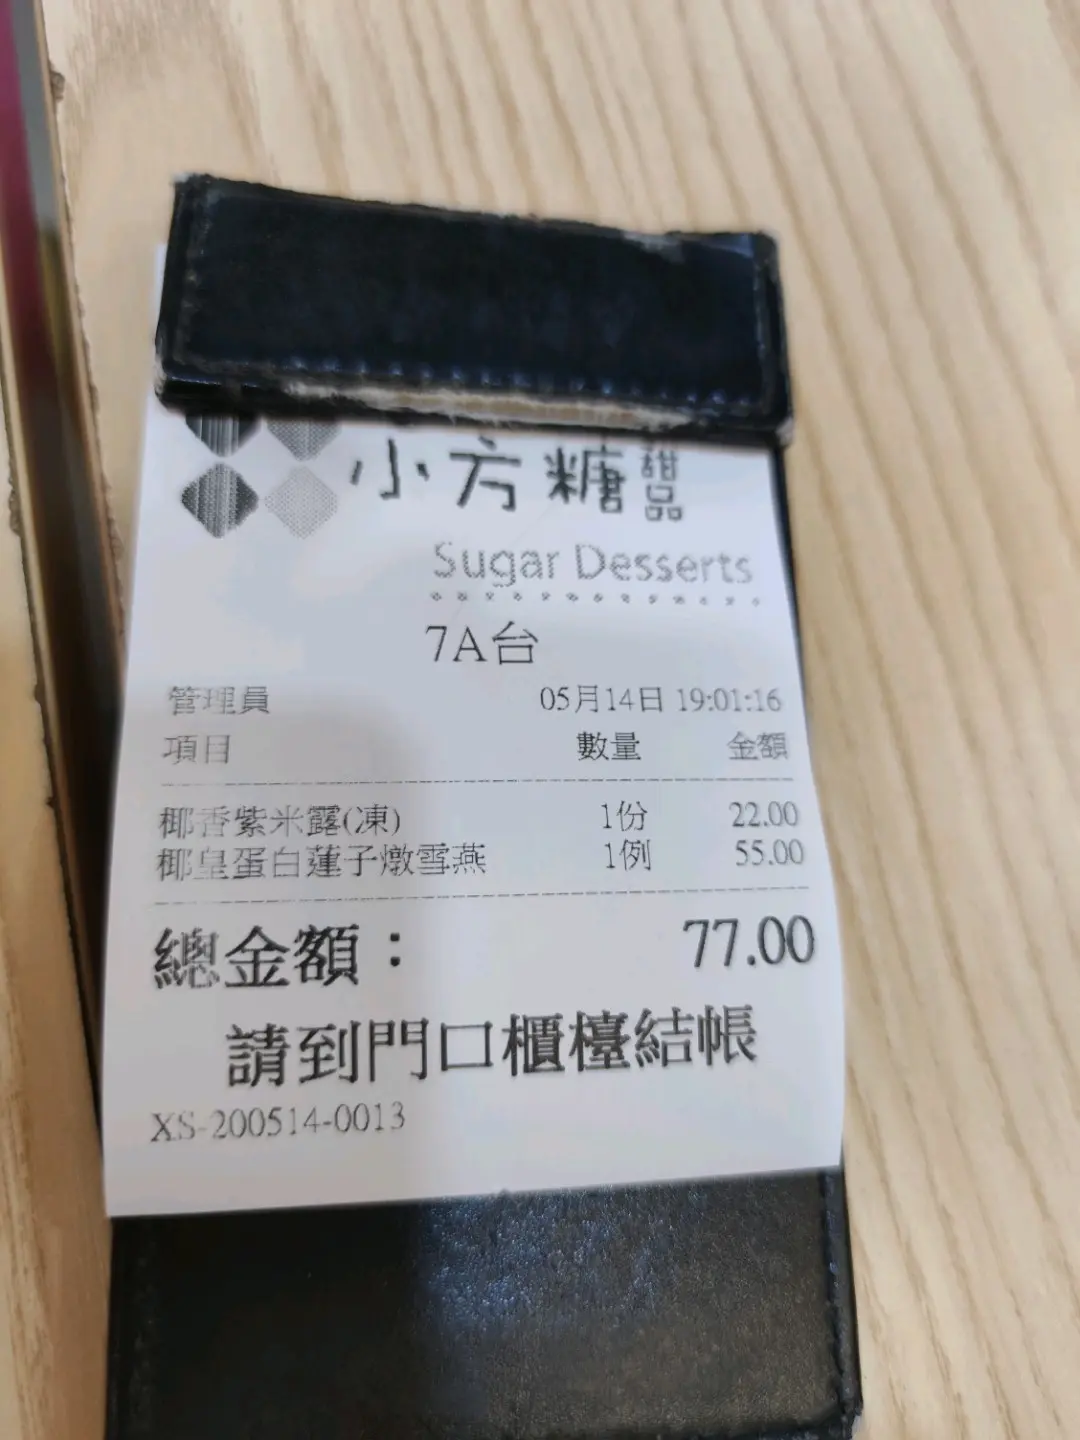 小方糖甜品
Sugar Desserts
7A台
管理員 05月14日 19:01:16
項目 數量 金額
椰香紫米露(凍) 1份 22.00
椰皇蛋白蓮子燉雪燕 1例 55.00
總金額： 77.00
請到門口櫃檯結帳
XS-200514-0013